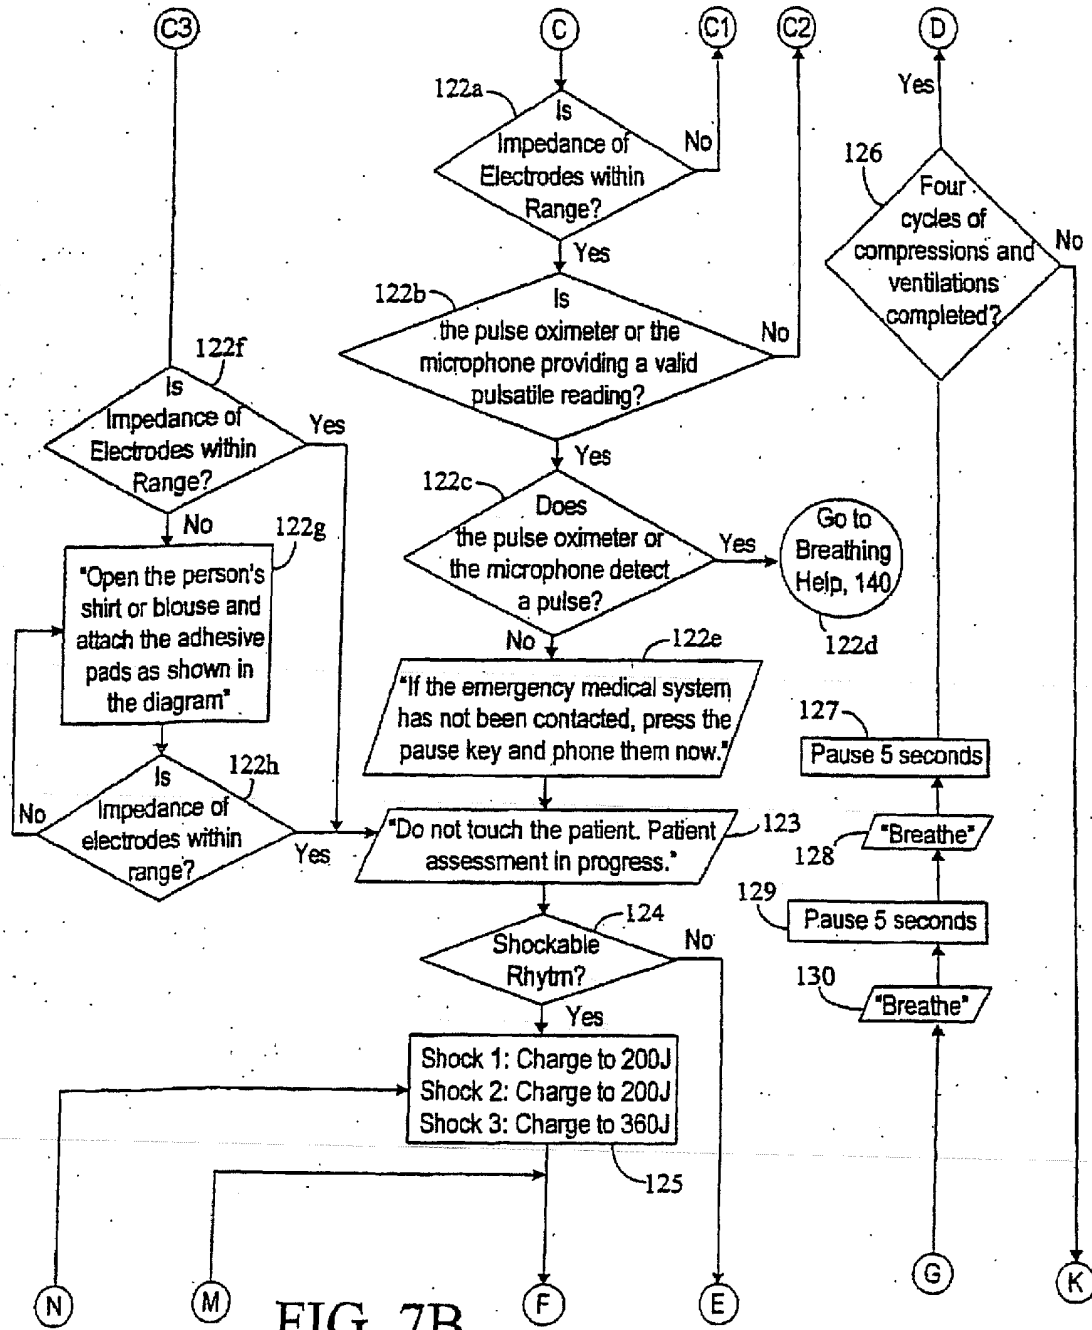 C3
C
C1
C2
D
122a
Is
Impedance of
Electrodes within
Range?
No
Yes
Yes
126
Four
cycles of
compressions and
ventilations
completed?
No
122b
Is
the pulse oximeter or the
microphone providing a valid
pulsatile reading?
No
Yes
122f
Is
Impedance of
Electrodes within
Range?
Yes
No
122c
Does
the pulse oximeter or
the microphone detect
a pulse?
Yes
No
Go to
Breathing
Help, 140
122d
122g
"Open the person's
shirt or blouse and
attach the adhesive
pads as shown in
the diagram"
122e
"If the emergency medical system
has not been contacted, press the
pause key and phone them now."
127
Pause 5 seconds
122h
Is
Impedance of
electrodes within
range?
No
Yes
"Do not touch the patient. Patient
assessment in progress."
123
128
"Breathe"
129
Pause 5 seconds
124
Shockable
Rhytm?
No
Yes
130
"Breathe"
Shock 1: Charge to 200J
Shock 2: Charge to 200J
Shock 3: Charge to 360J
125
N
M
F
E
G
K
FIG. 7B